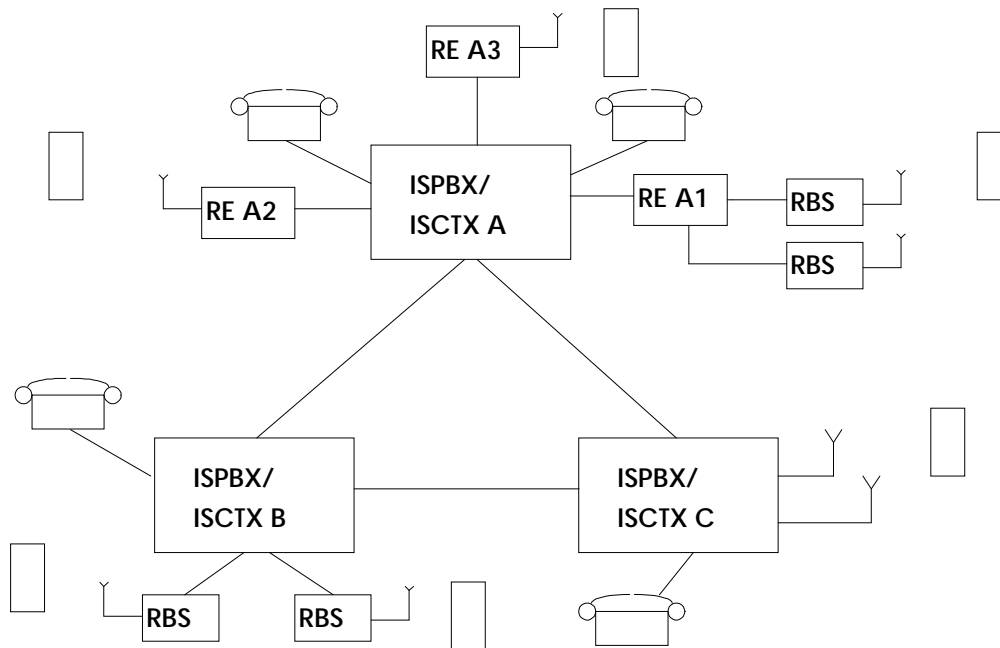 RE A3
ISPBX/
ISCTX A
RE A2
RE A1
RBS
RBS
ISPBX/
ISCTX B
ISPBX/
ISCTX C
RBS
RBS